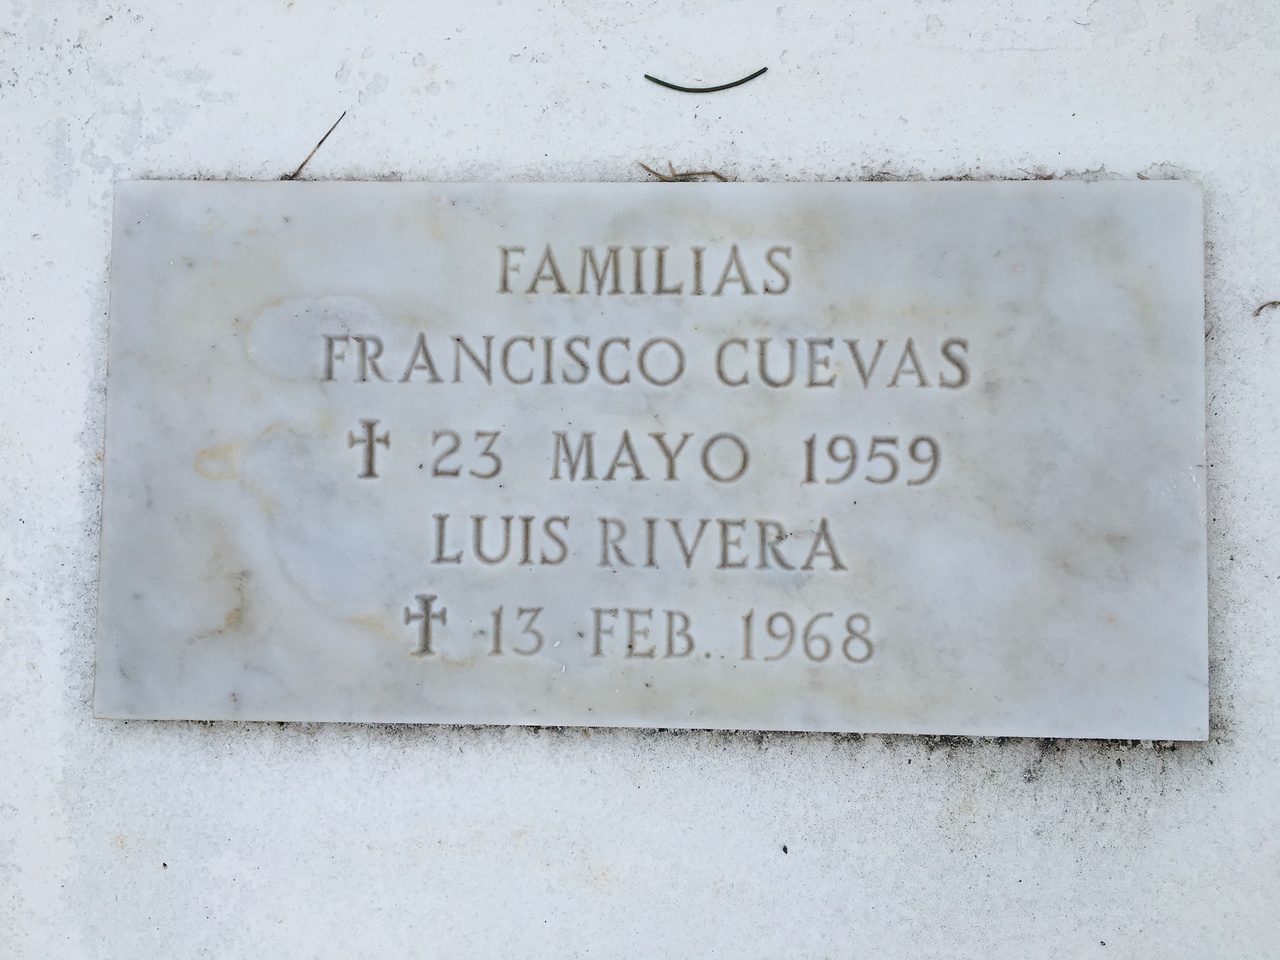 FAMILIAS
FRANCISCO CUEVAS
✝ 23 MAYO 1959
LUIS RIVERA
✝ 13 FEB. 1968